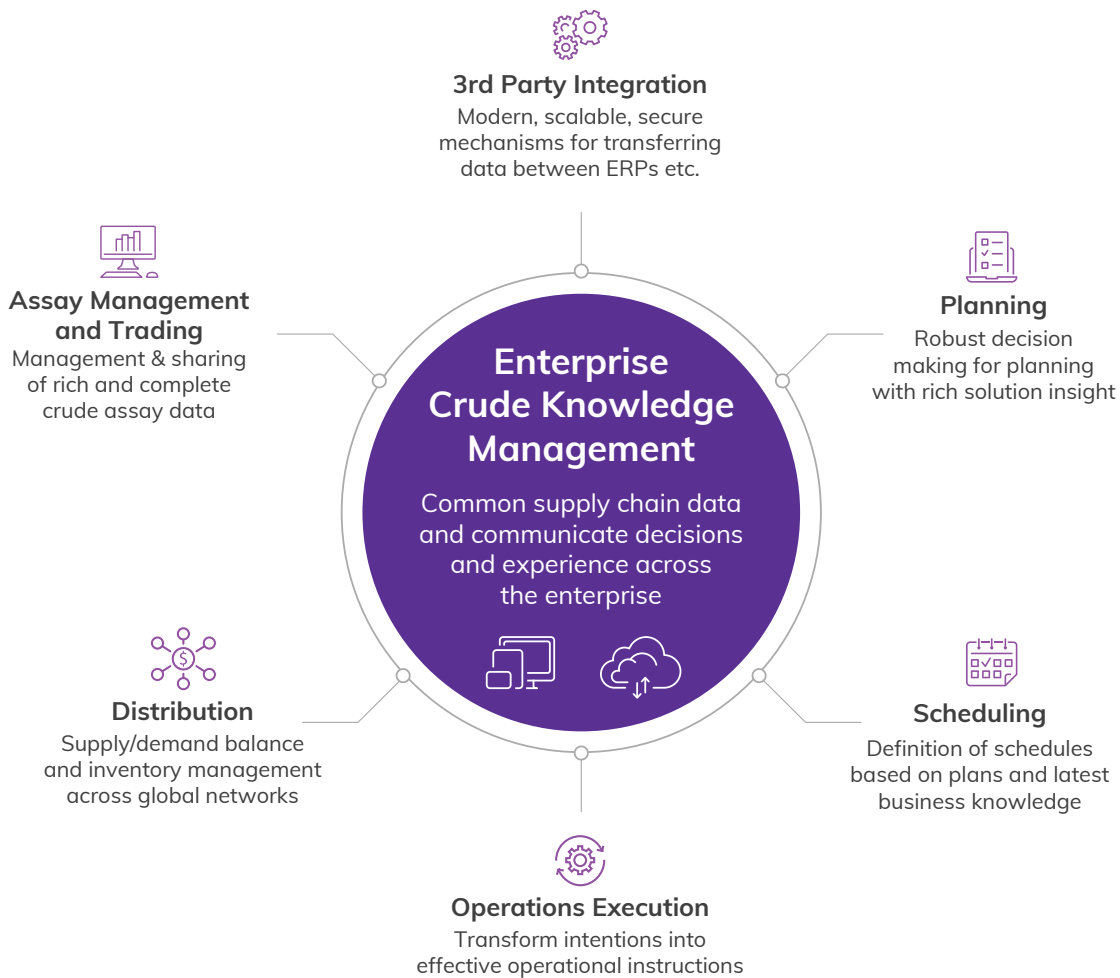 3rd Party Integration
Modern, scalable, secure
mechanisms for transferring
data between ERPs etc.
Assay Management
and Trading
Management & sharing
of rich and complete
crude assay data
Planning
Robust decision
making for planning
with rich solution insight
Enterprise
Crude Knowledge
Management
Common supply chain data
and communicate decisions
and experience across
the enterprise
$
Distribution
Supply/demand balance
and inventory management
across global networks
Scheduling
Definition of schedules
based on plans and latest
business knowledge
Operations Execution
Transform intentions into
effective operational instructions